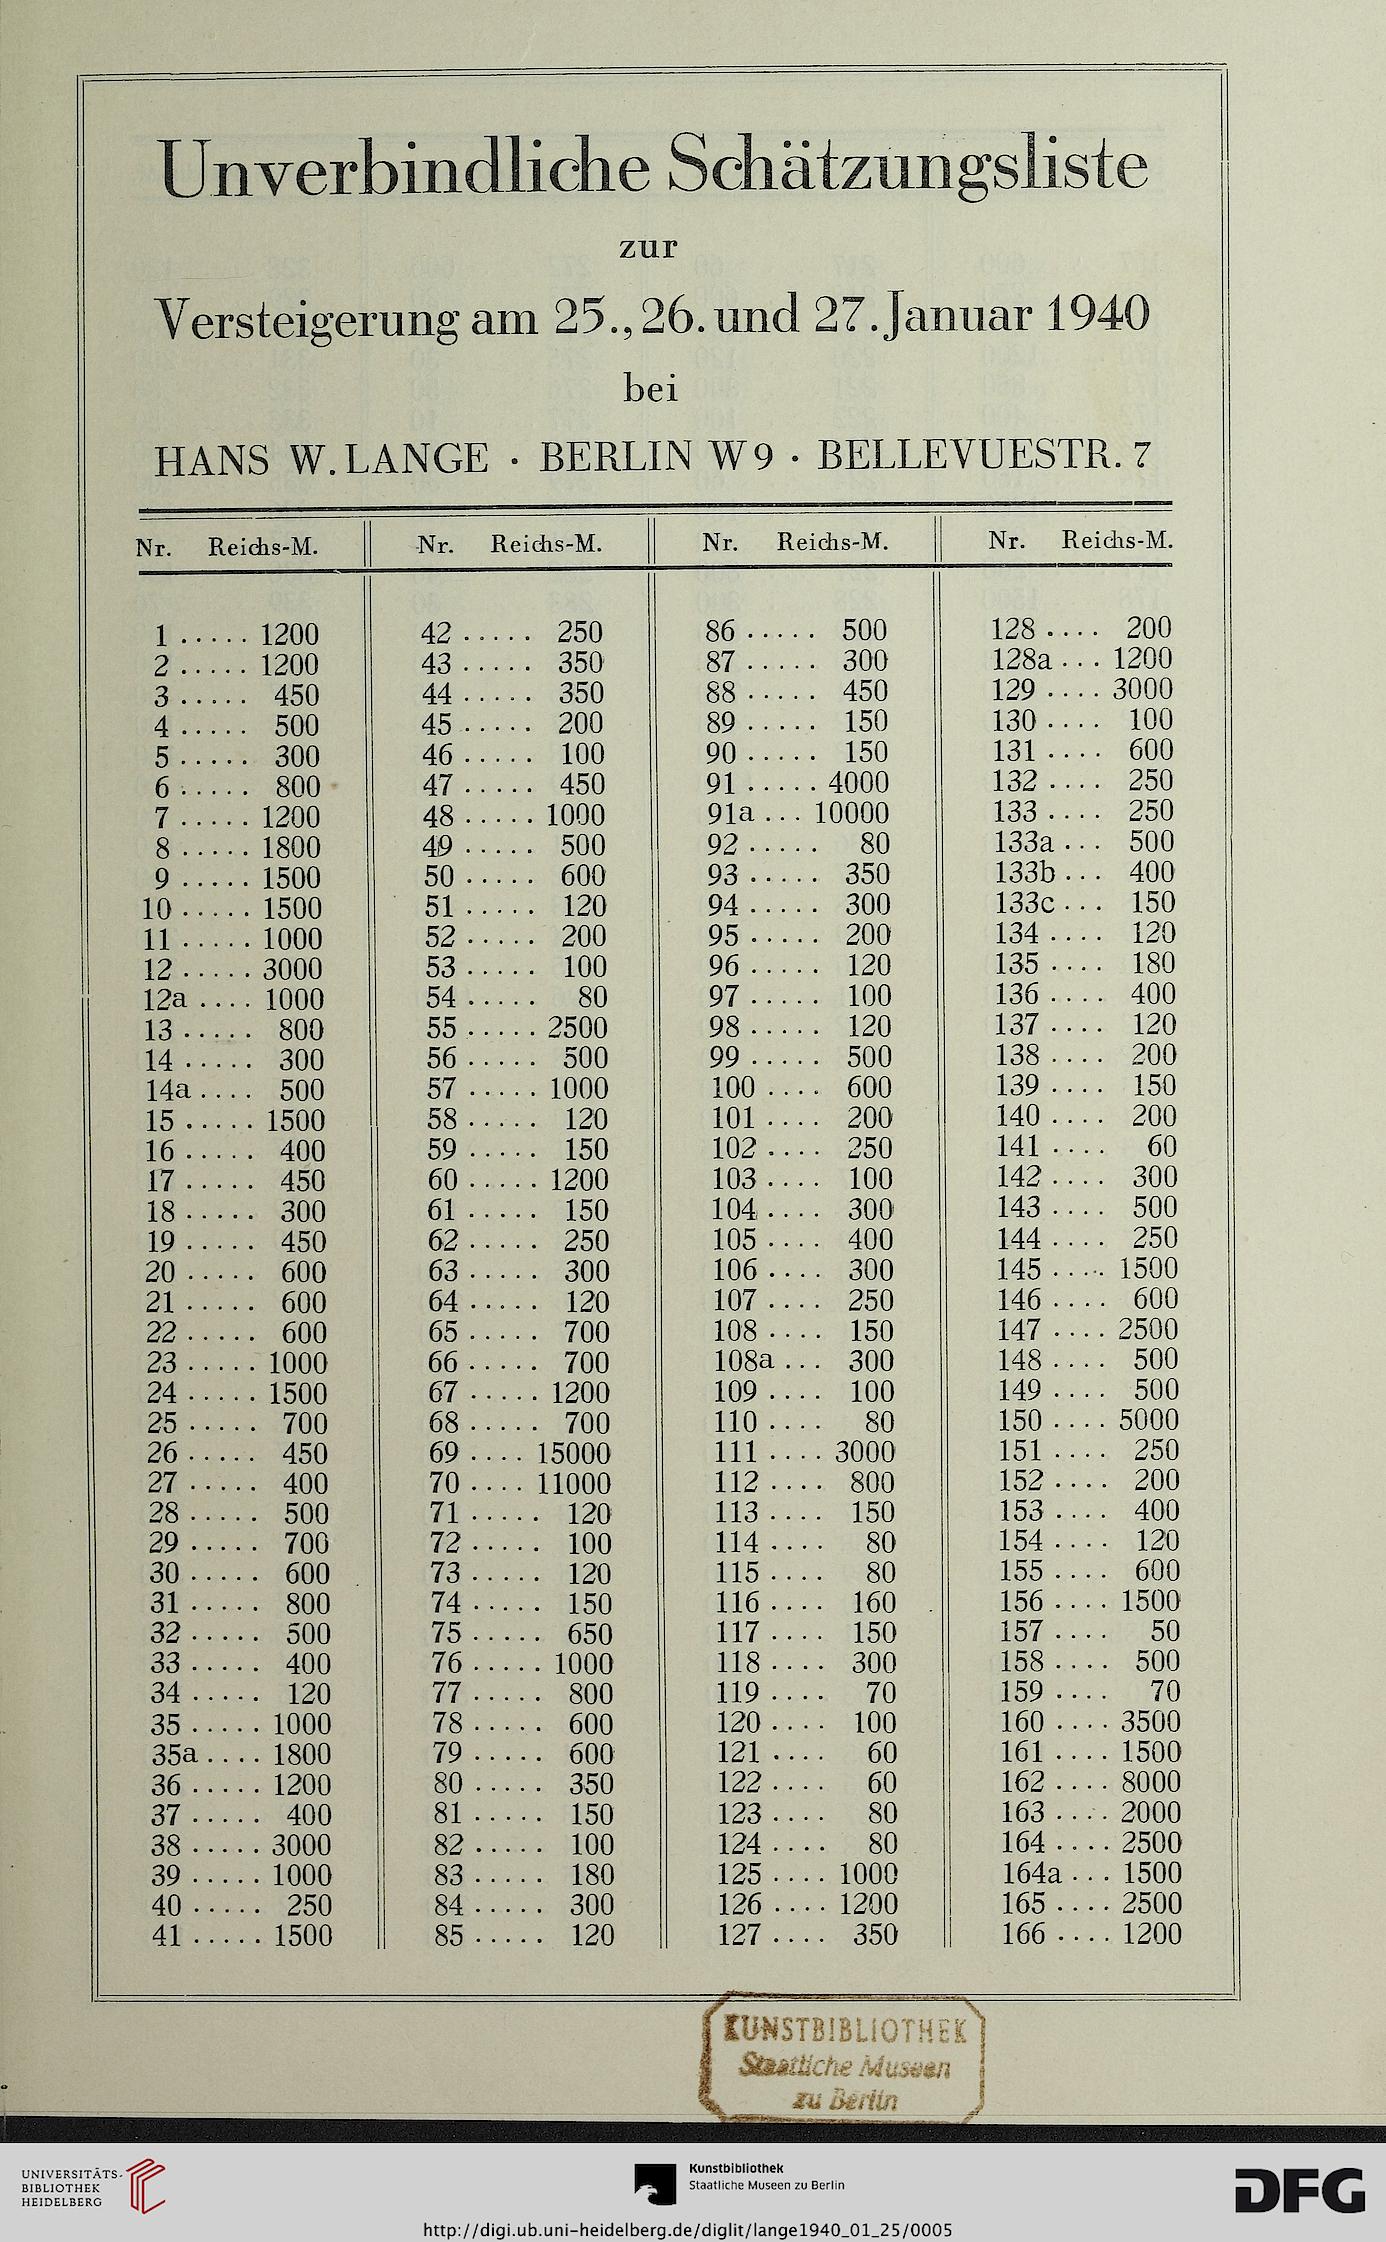 Unverbindliche Schätzungsliste
zur
Versteigerung am 25., 26. und 27. Januar 1940
bei
HANS W. LANGE · BERLIN W 9 · BELLEVUESTR. 7
Nr. Reichs-M.
1 ..... 1200
2 ..... 1200
3 ..... 450
4 ..... 500
5 ..... 300
6 ..... 800
7 ..... 1200
8 ..... 1800
9 ..... 1500
10 ..... 1500
11 ..... 1000
12 ..... 3000
12a .... 1000
13 ..... 800
14 ..... 300
14a .... 500
15 ..... 1500
16 ..... 400
17 ..... 450
18 ..... 300
19 ..... 450
20 ..... 600
21 ..... 600
22 ..... 600
23 ..... 1000
24 ..... 1500
25 ..... 700
26 ..... 450
27 ..... 400
28 ..... 500
29 ..... 700
30 ..... 600
31 ..... 800
32 ..... 500
33 ..... 400
34 ..... 120
35 ..... 1000
35a .... 1800
36 ..... 1200
37 ..... 400
38 ..... 3000
39 ..... 1000
40 ..... 250
41 ..... 1500
Nr. Reichs-M.
42 ..... 250
43 ..... 350
44 ..... 350
45 ..... 200
46 ..... 100
47 ..... 450
48 ..... 1000
49 ..... 500
50 ..... 600
51 ..... 120
52 ..... 200
53 ..... 100
54 ..... 80
55 ..... 2500
56 ..... 500
57 ..... 1000
58 ..... 120
59 ..... 150
60 ..... 1200
61 ..... 150
62 ..... 250
63 ..... 300
64 ..... 120
65 ..... 700
66 ..... 700
67 ..... 1200
68 ..... 700
69 .... 15000
70 .... 11000
71 ..... 120
72 ..... 100
73 ..... 120
74 ..... 150
75 ..... 650
76 ..... 1000
77 ..... 800
78 ..... 600
79 ..... 600
80 ..... 350
81 ..... 150
82 ..... 100
83 ..... 180
84 ..... 300
85 ..... 120
Nr. Reichs-M.
86 ..... 500
87 ..... 300
88 ..... 450
89 ..... 150
90 ..... 150
91 ..... 4000
91a ... 10000
92 ..... 80
93 ..... 350
94 ..... 300
95 ..... 200
96 ..... 120
97 ..... 100
98 ..... 120
99 ..... 500
100 .... 600
101 .... 200
102 .... 250
103 .... 100
104 .... 300
105 .... 400
106 .... 300
107 .... 250
108 .... 150
108a ... 300
109 .... 100
110 .... 80
111 .... 3000
112 .... 800
113 .... 150
114 .... 80
115 .... 80
116 .... 160
117 .... 150
118 .... 300
119 .... 70
120 .... 100
121 .... 60
122 .... 60
123 .... 80
124 .... 80
125 .... 1000
126 .... 1200
127 .... 350
Nr. Reichs-M.
128 .... 200
128a ... 1200
129 .... 3000
130 .... 100
131 .... 600
132 .... 250
133 .... 250
133a ... 500
133b ... 400
133c ... 150
134 .... 120
135 .... 180
136 .... 400
137 .... 120
138 .... 200
139 .... 150
140 .... 200
141 .... 60
142 .... 300
143 .... 500
144 .... 250
145 .... 1500
146 .... 600
147 .... 2500
148 .... 500
149 .... 500
150 .... 5000
151 .... 250
152 .... 200
153 .... 400
154 .... 120
155 .... 600
156 .... 1500
157 .... 50
158 .... 500
159 .... 70
160 .... 3500
161 .... 1500
162 .... 8000
163 .... 2000
164 .... 2500
164a ... 1500
165 .... 2500
166 .... 1200
KUNSTBIBLIOTHEK
Staatliche Museen
zu Berlin
UNIVERSITÄTS-
BIBLIOTHEK
HEIDELBERG
Kunstbibliothek
Staatliche Museen zu Berlin
DFG
http://digi.ub.uni-heidelberg.de/diglit/lange1940_01_25/0005